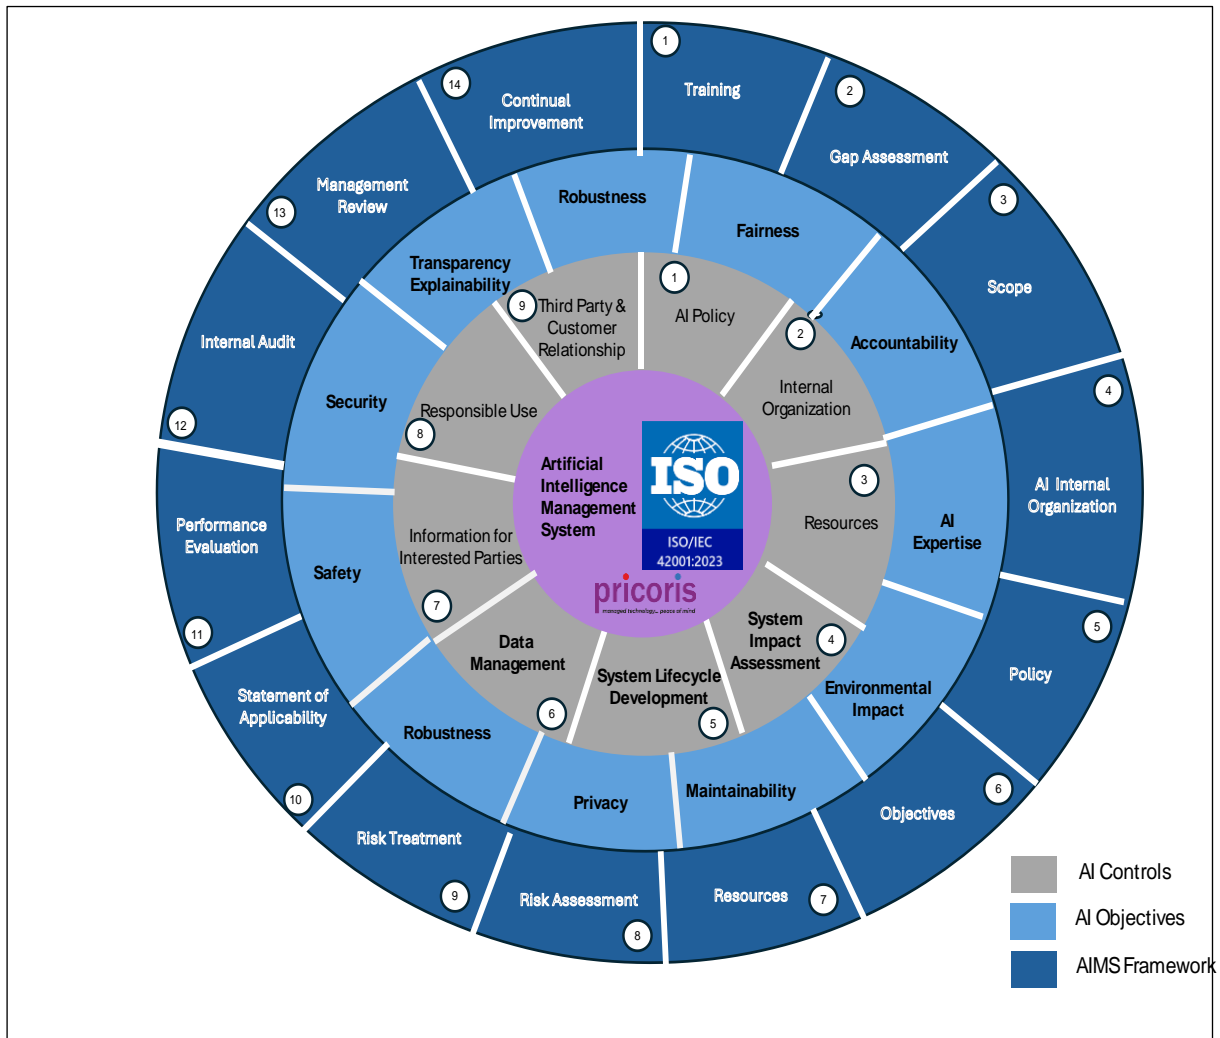 1
Training
2
Gap Assessment
3
Scope
4
AI Internal
Organization
5
Policy
6
Objectives
7
Resources
8
Risk Assessment
9
Risk Treatment
10
Statement of
Applicability
11
Performance
Evaluation
12
Internal Audit
13
Management
Review
14
Continual
Improvement
Robustness
Fairness
Accountability
AI
Expertise
Environmental
Impact
Maintainability
Privacy
Robustness
Safety
Security
Transparency
Explainability
1
AI Policy
2
Internal
Organization
3
Resources
4
System
Impact
Assessment
5
System Lifecycle
Development
6
Data
Management
7
Information for
Interested Parties
8
Responsible Use
9
Third Party &
Customer
Relationship
Artificial
Intelligence
Management
System
ISO
ISO/IEC
42001:2023
pricoris
managed technology... peace of mind
AI Controls
AI Objectives
AIMS Framework